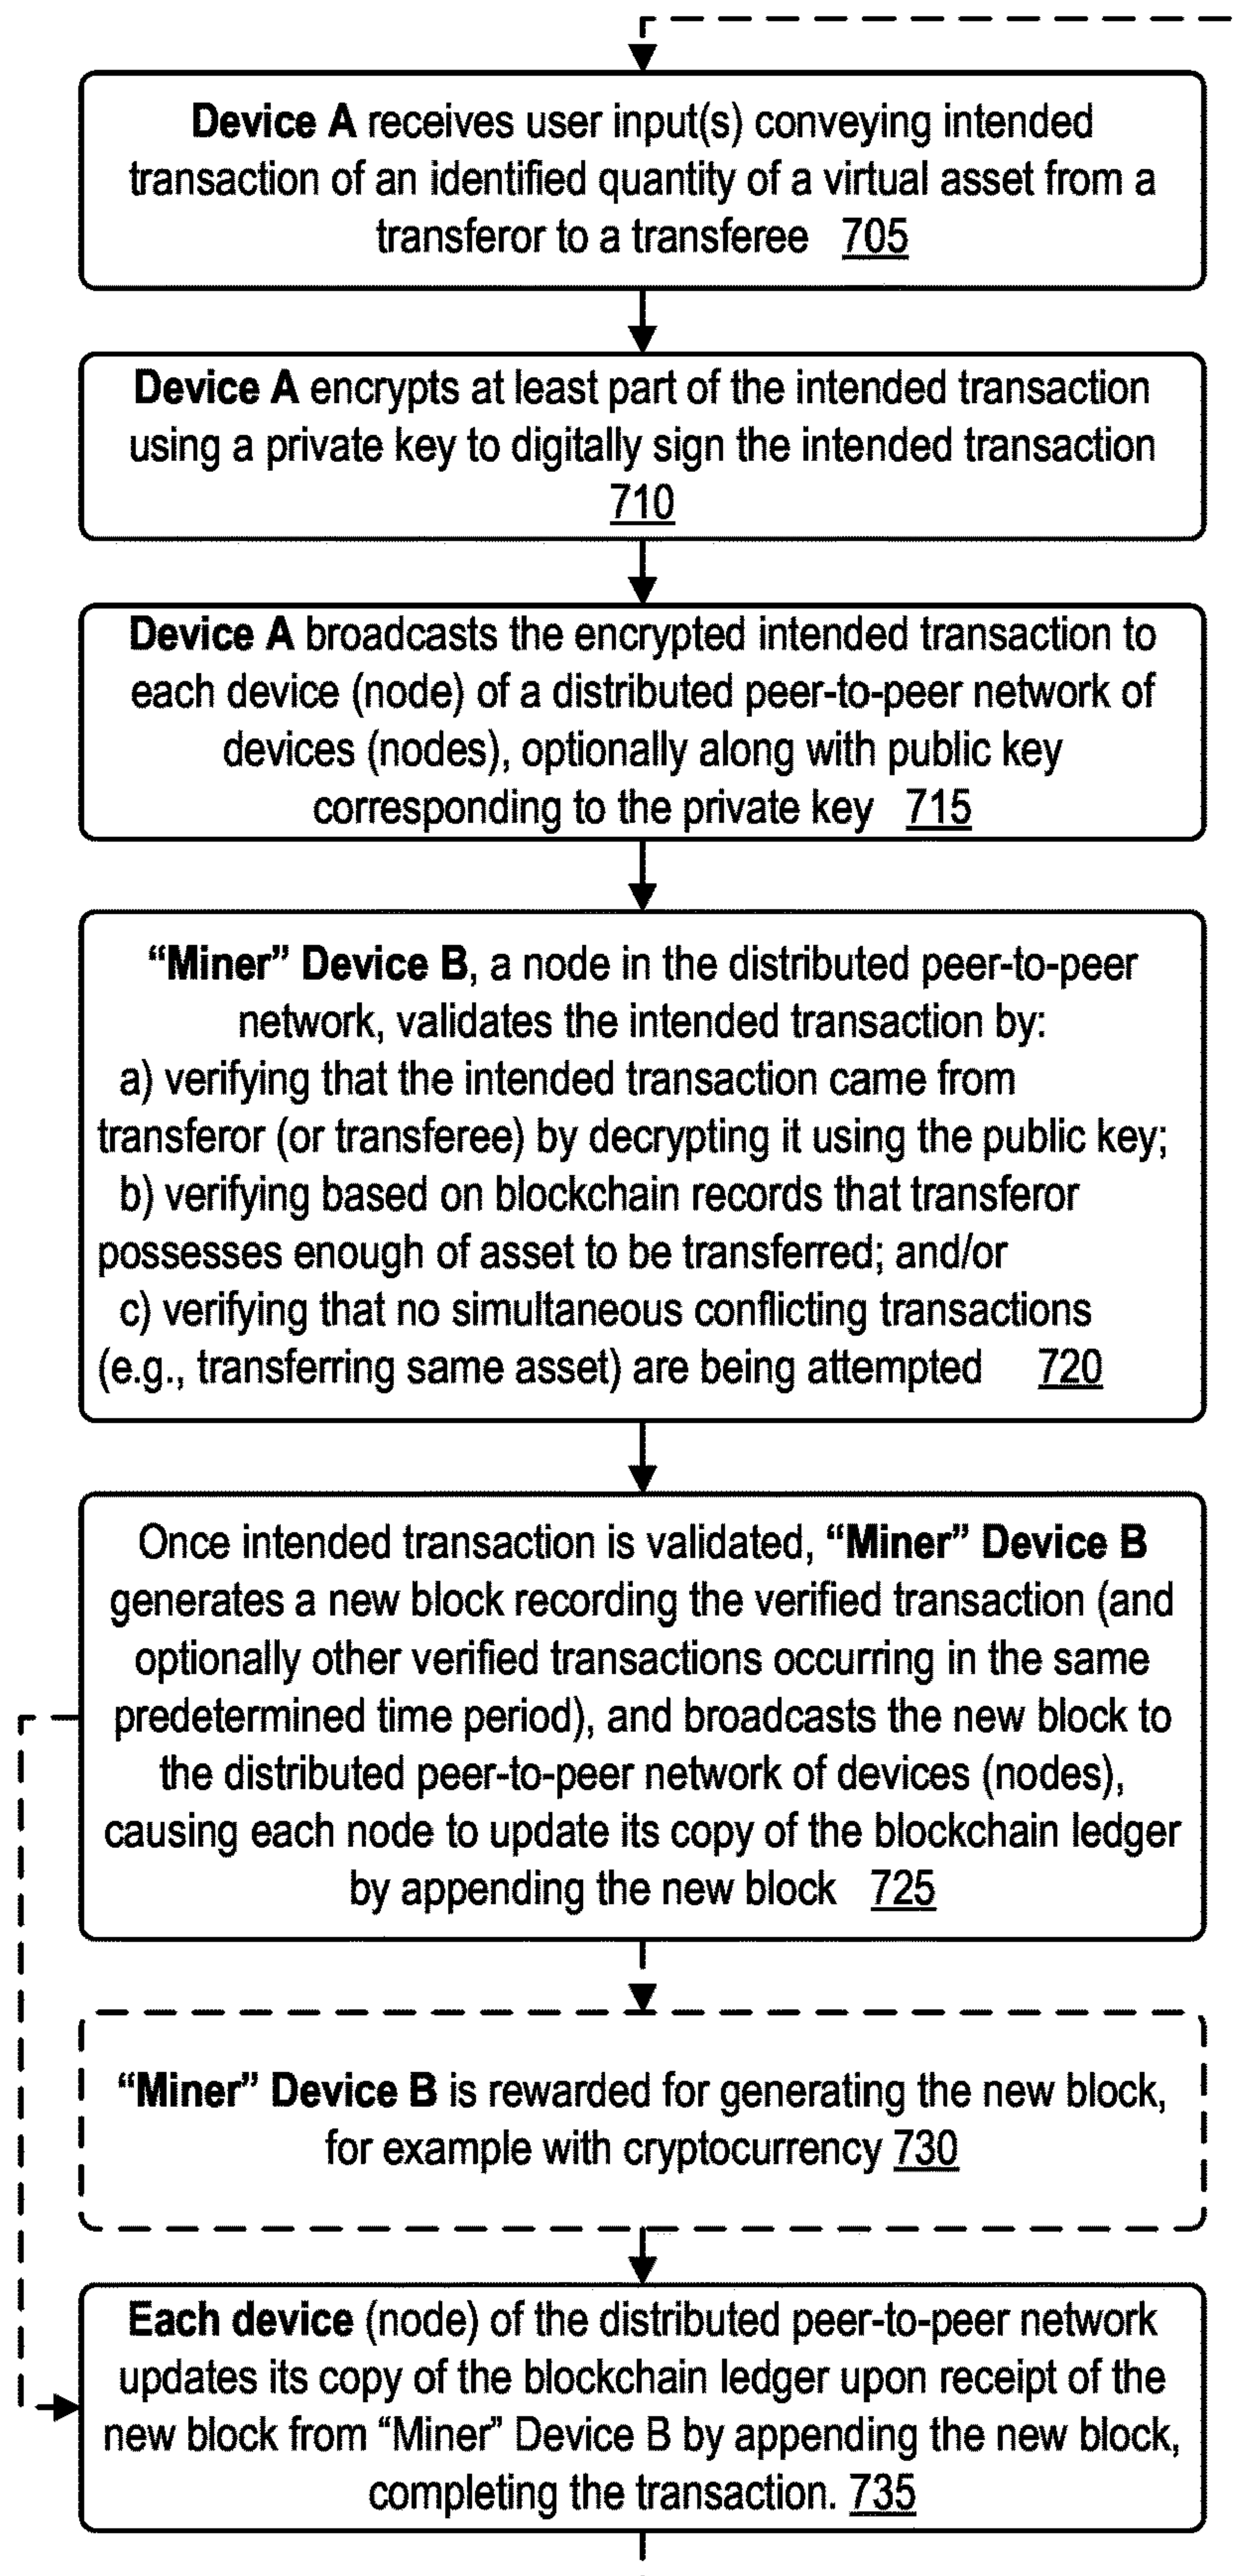 Device A receives user input(s) conveying intended
transaction of an identified quantity of a virtual asset from a
transferor to a transferee 705
Device A encrypts at least part of the intended transaction
using a private key to digitally sign the intended transaction
710
Device A broadcasts the encrypted intended transaction to
each device (node) of a distributed peer-to-peer network of
devices (nodes), optionally along with public key
corresponding to the private key 715
“Miner” Device B, a node in the distributed peer-to-peer
network, validates the intended transaction by:
a) verifying that the intended transaction came from
transferor (or transferee) by decrypting it using the public key;
b) verifying based on blockchain records that transferor
possesses enough of asset to be transferred; and/or
c) verifying that no simultaneous conflicting transactions
(e.g., transferring same asset) are being attempted 720
Once intended transaction is validated, “Miner” Device B
generates a new block recording the verified transaction (and
optionally other verified transactions occurring in the same
predetermined time period), and broadcasts the new block to
the distributed peer-to-peer network of devices (nodes),
causing each node to update its copy of the blockchain ledger
by appending the new block 725
“Miner” Device B is rewarded for generating the new block,
for example with cryptocurrency 730
Each device (node) of the distributed peer-to-peer network
updates its copy of the blockchain ledger upon receipt of the
new block from “Miner” Device B by appending the new block,
completing the transaction. 735